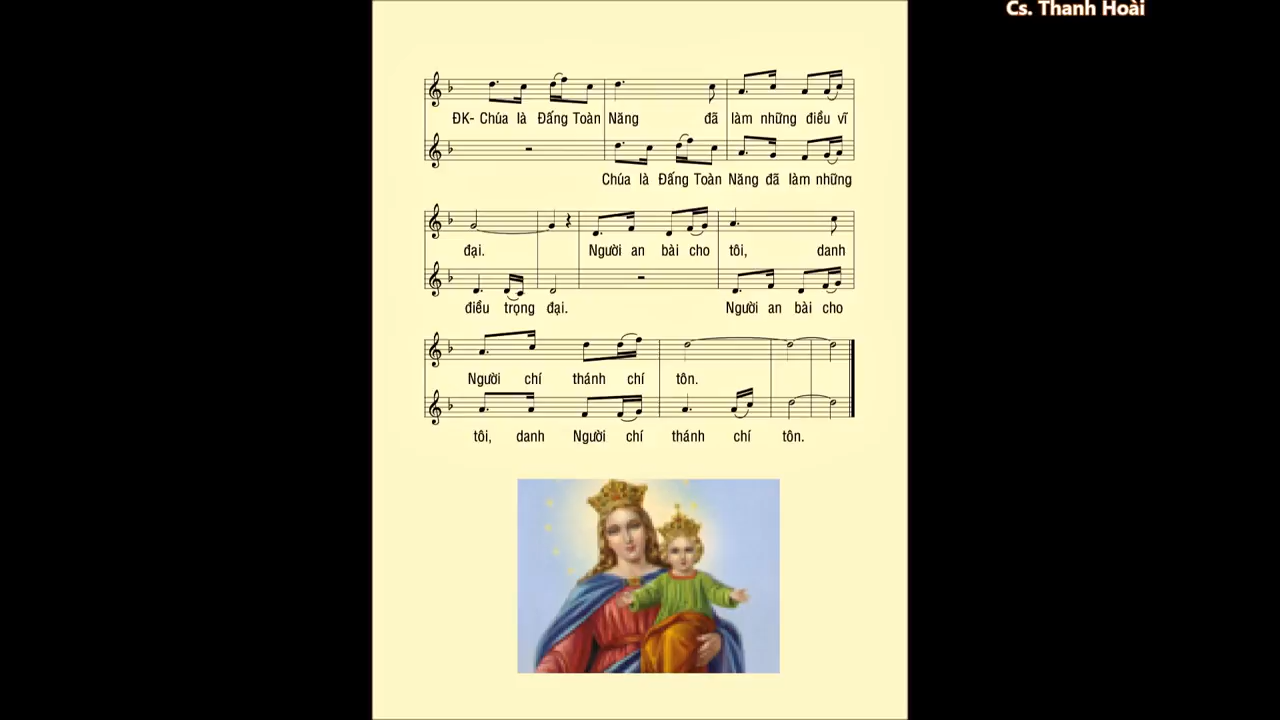 Cs. Thanh Hoài
ĐK- Chúa là Đấng Toàn Năng đã làm những điều vĩ
Chúa là Đấng Toàn Năng đã làm những
đại. Người an bài cho tôi, danh
điều trọng đại. Người an bài cho
Người chí thánh chí tôn.
tôi, danh Người chí thánh chí tôn.